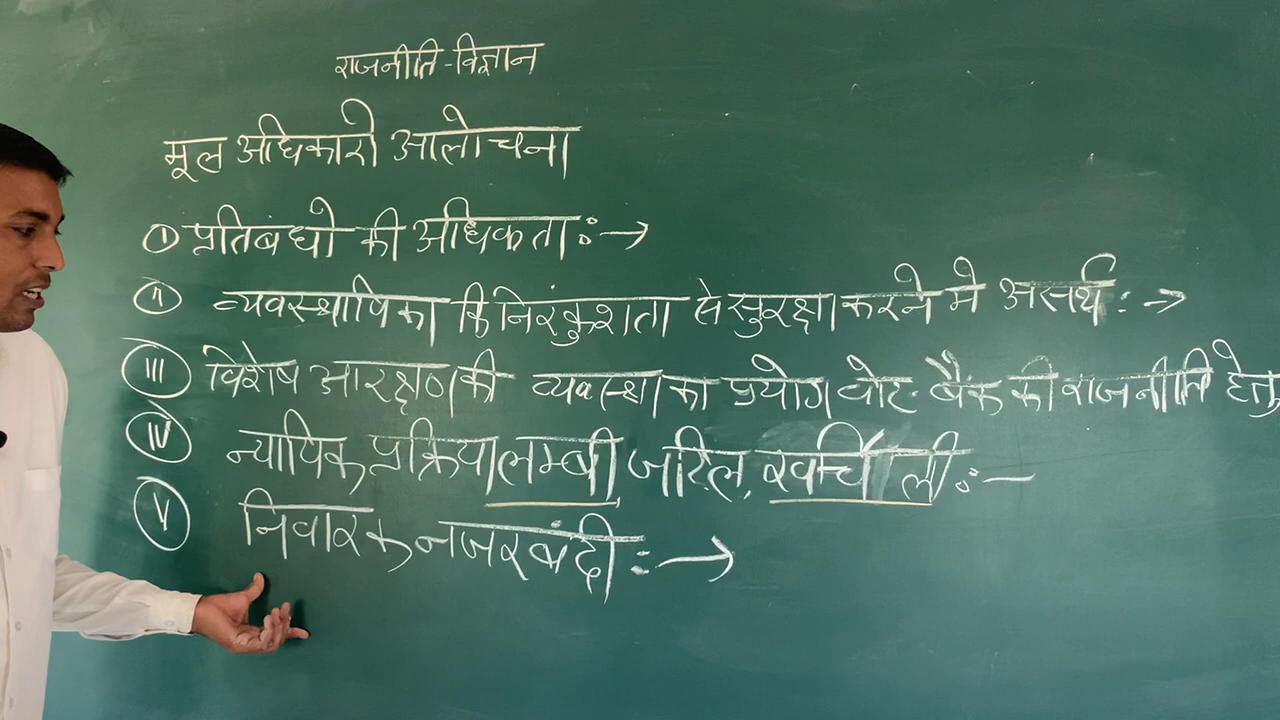 राजनीति-विज्ञान
मूल अधिकारो आलोचना
① प्रतिबंधो की अधिकता:→
(II) व्यवस्थापिका कि निरंकुशता से सुरक्षा करने मे असर्थ:→
(III) विशेष आरक्षण की व्यवस्था का प्रयोग वोट-बैंक की राजनीति हेतु
(IV) न्यायिक प्रक्रिया लम्बी जटिल, खर्चीली:-
(V) निवारक नजरबंदी:→